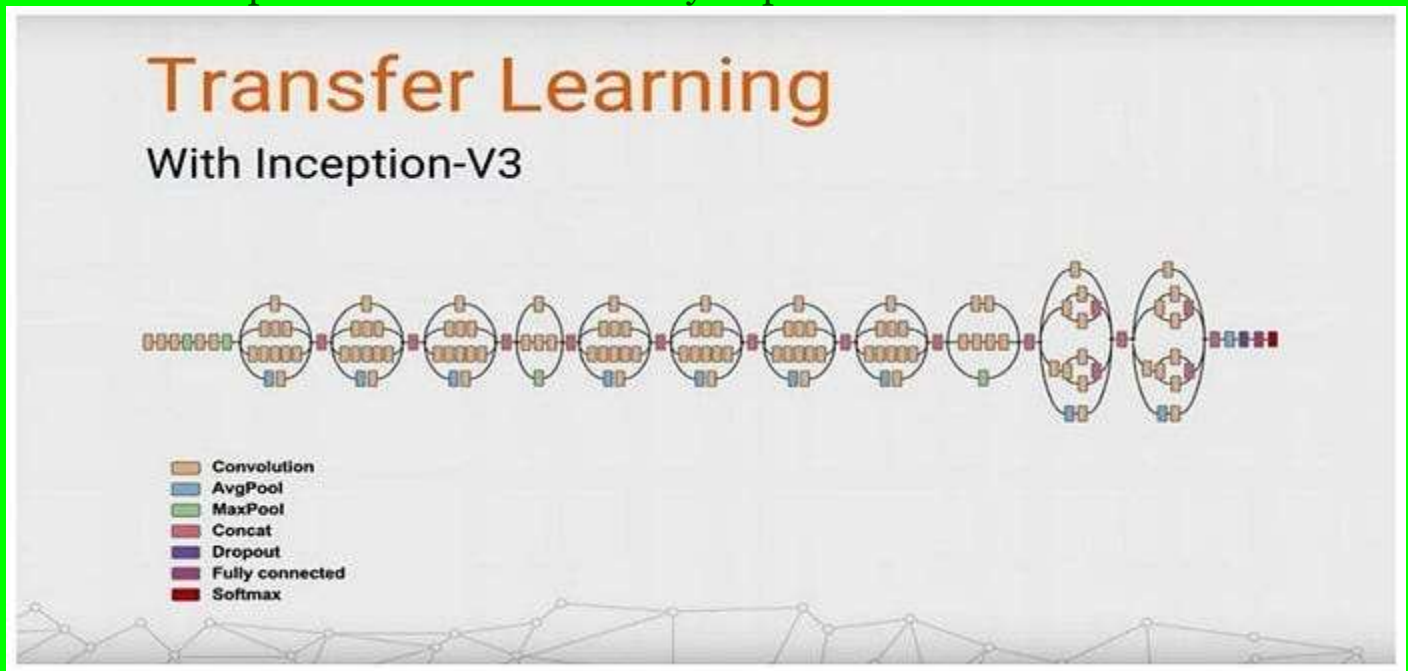 Transfer Learning
With Inception-V3
Convolution
AvgPool
MaxPool
Concat
Dropout
Fully connected
Softmax